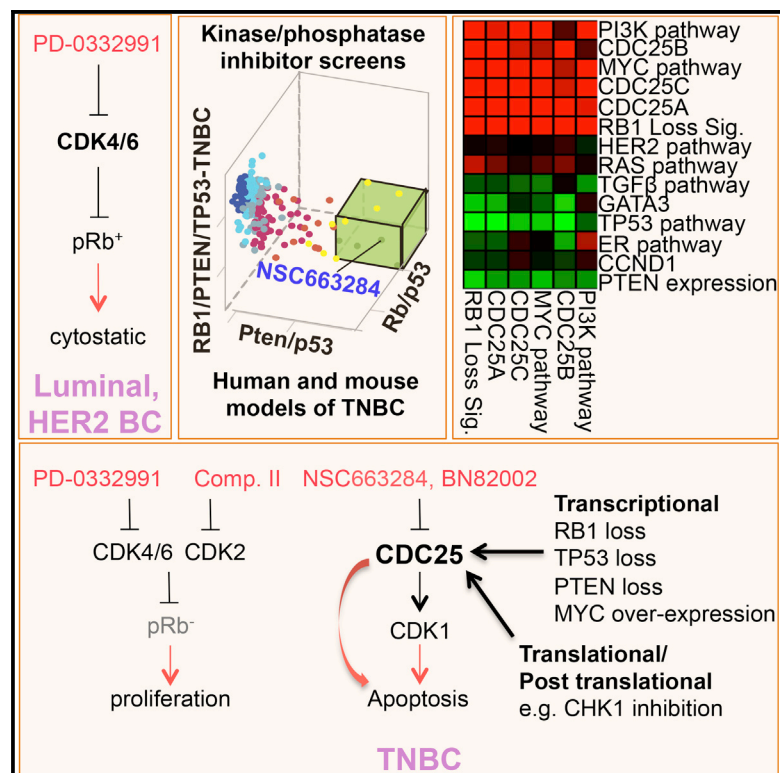 PD-0332991
CDK4/6
pRb⁺
cytostatic
Luminal,
HER2 BC
Kinase/phosphatase
inhibitor screens
RB1/PTEN/TP53-TNBC
NSC663284
Pten/p53
Rb/p53
Human and mouse
models of TNBC
PI3K pathway
CDC25B
MYC pathway
CDC25C
CDC25A
RB1 Loss Sig.
HER2 pathway
RAS pathway
TGFβ pathway
GATA3
TP53 pathway
ER pathway
CCND1
PTEN expression
RB1 Loss Sig.
CDC25A
CDC25C
MYC pathway
CDC25B
PI3K pathway
PD-0332991 Comp. II NSC663284, BN82002
CDK4/6 CDK2
pRb⁻
proliferation
CDC25
CDK1
Apoptosis
Transcriptional
RB1 loss
TP53 loss
PTEN loss
MYC over-expression
Translational/
Post translational
e.g. CHK1 inhibition
TNBC